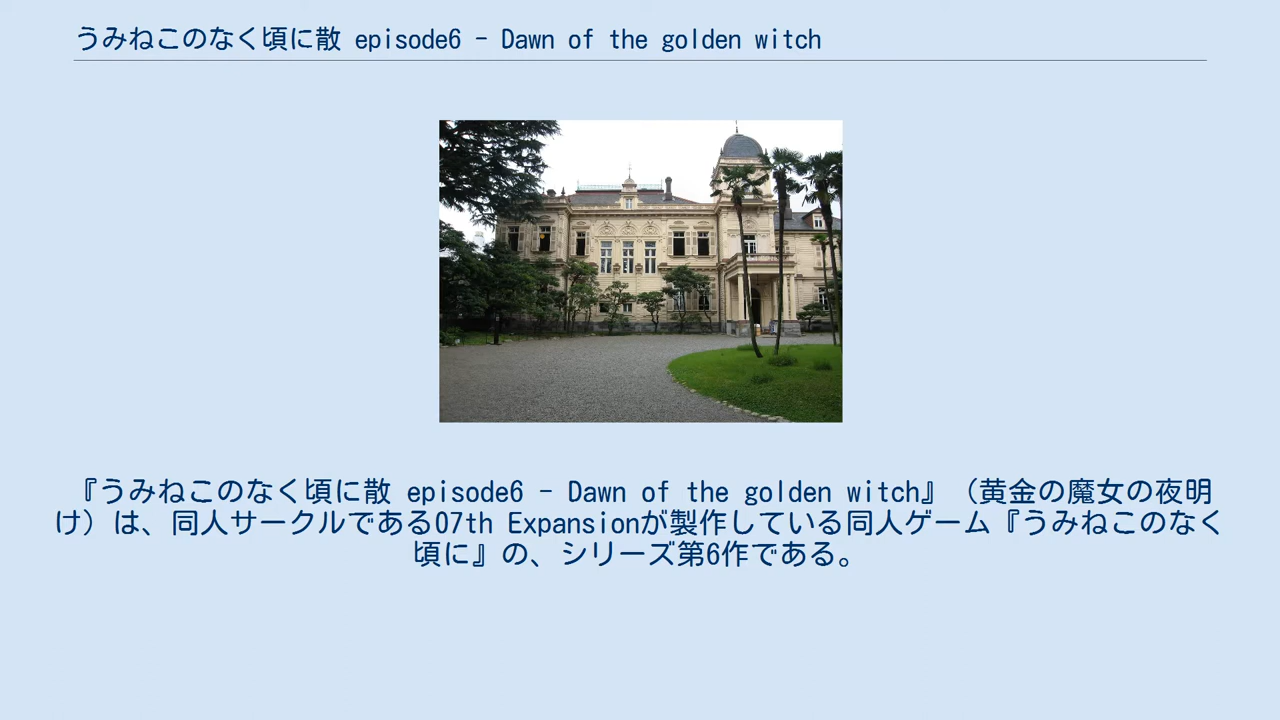 うみねこのなく頃に散 episode6 - Dawn of the golden witch
『うみねこのなく頃に散 episode6 - Dawn of the golden witch』（黄金の魔女の夜明
け）は、同人サークルである07th Expansionが製作している同人ゲーム『うみねこのなく
頃に』の、シリーズ第6作である。